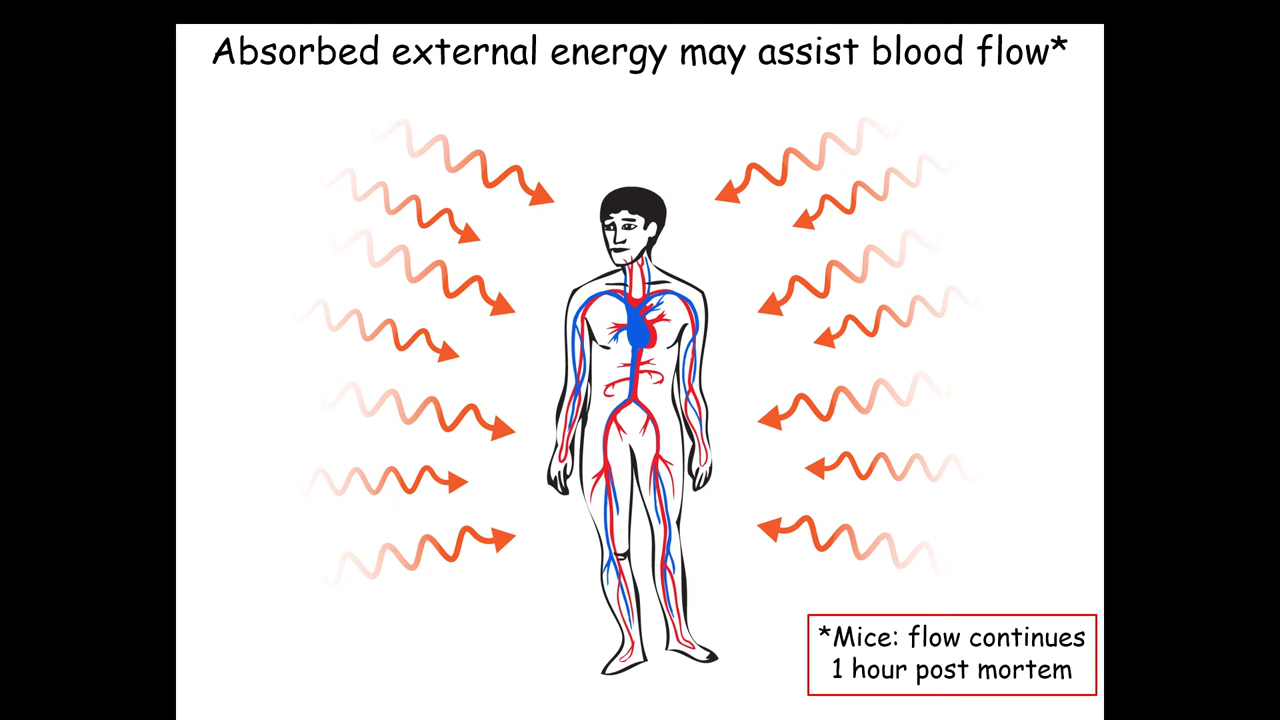 Absorbed external energy may assist blood flow*
*Mice: flow continues
1 hour post mortem